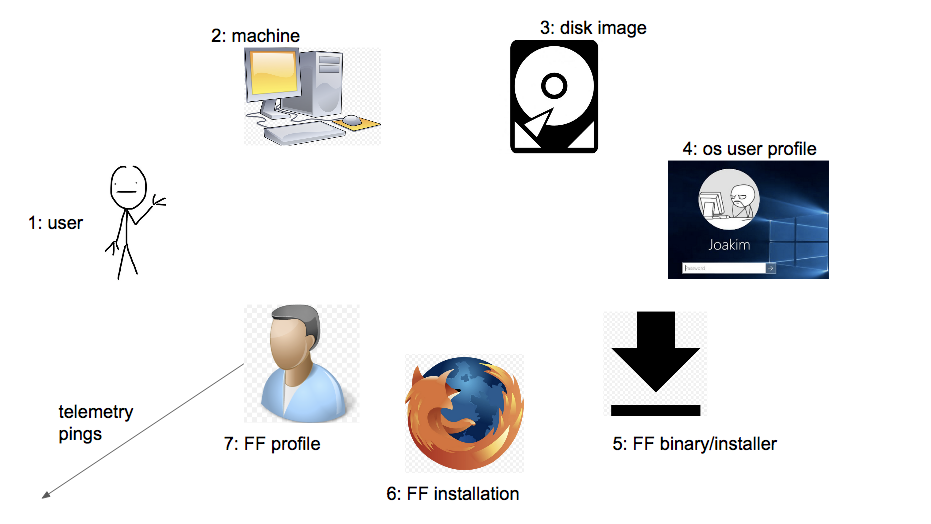 2: machine
3: disk image
4: os user profile
1: user
Joakim
Password
telemetry
pings
7: FF profile
5: FF binary/installer
6: FF installation